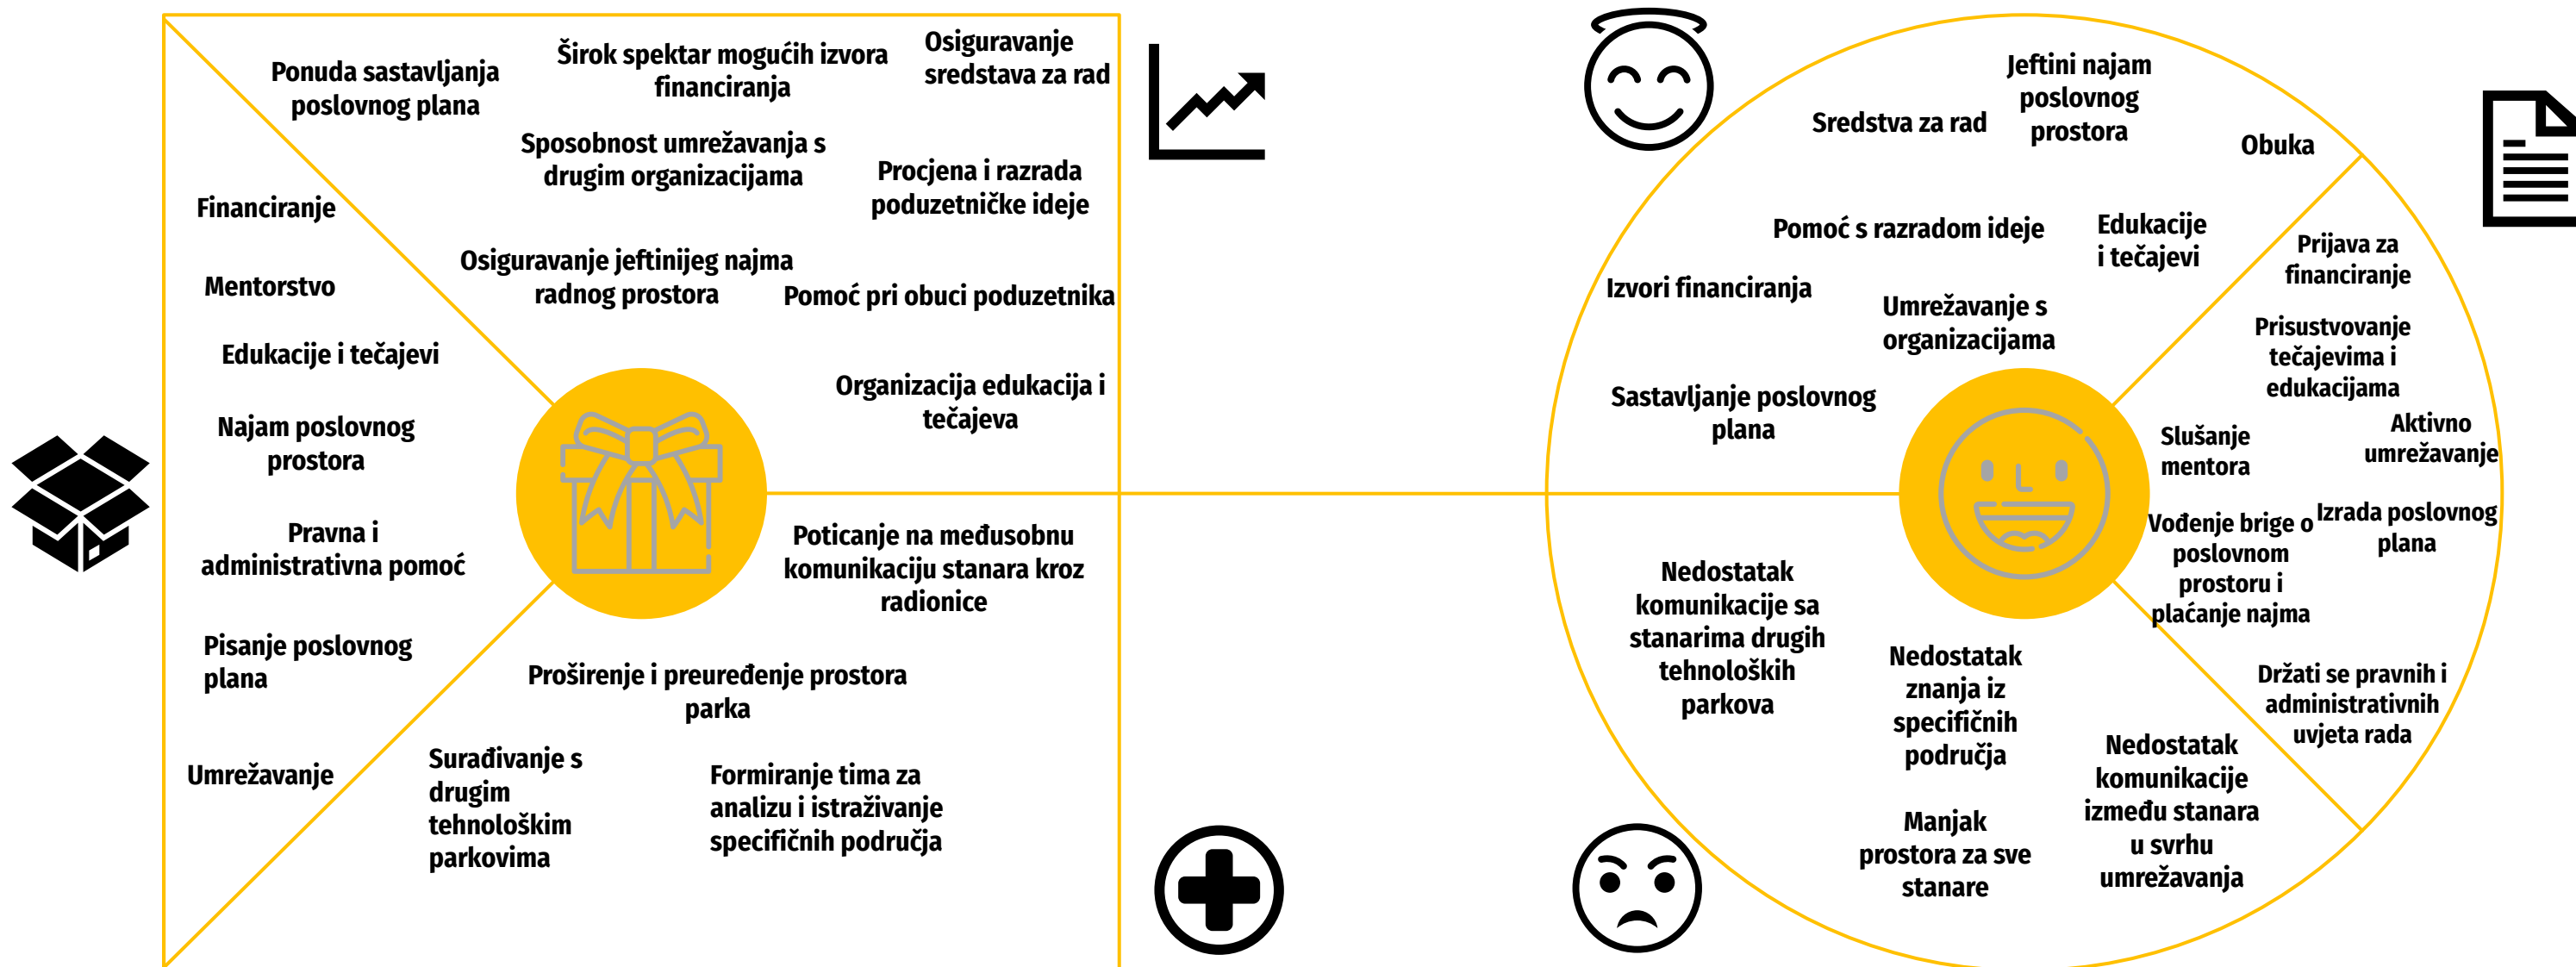 Ponuda sastavljanja
poslovnog plana
Širok spektar mogućih izvora
financiranja
Osiguravanje
sredstava za rad
Sposobnost umrežavanja s
drugim organizacijama
Procjena i razrada
poduzetničke ideje
Osiguravanje jeftinijeg najma
radnog prostora
Pomoć pri obuci poduzetnika
Organizacija edukacija i
tečajeva
Financiranje
Mentorstvo
Edukacije i tečajevi
Najam poslovnog
prostora
Pravna i
administrativna pomoć
Pisanje poslovnog
plana
Umrežavanje
Poticanje na međusobnu
komunikaciju stanara kroz
radionice
Proširenje i preuređenje prostora
parka
Surađivanje s
drugim
tehnološkim
parkovima
Formiranje tima za
analizu i istraživanje
specifičnih područja
Jeftini najam
poslovnog
prostora
Sredstva za rad
Obuka
Pomoć s razradom ideje
Edukacije
i tečajevi
Izvori financiranja
Umrežavanje s
organizacijama
Sastavljanje poslovnog
plana
Prijava za
financiranje
Prisustvovanje
tečajevima i
edukacijama
Slušanje
mentora
Aktivno
umrežavanje
Vođenje brige o
poslovnom
prostoru i
plaćanje najma
Izrada poslovnog
plana
Držati se pravnih i
administrativnih
uvjeta rada
Nedostatak
komunikacije sa
stanarima drugih
tehnoloških
parkova
Nedostatak
znanja iz
specifičnih
područja
Manjak
prostora za sve
stanare
Nedostatak
komunikacije
između stanara
u svrhu
umrežavanja